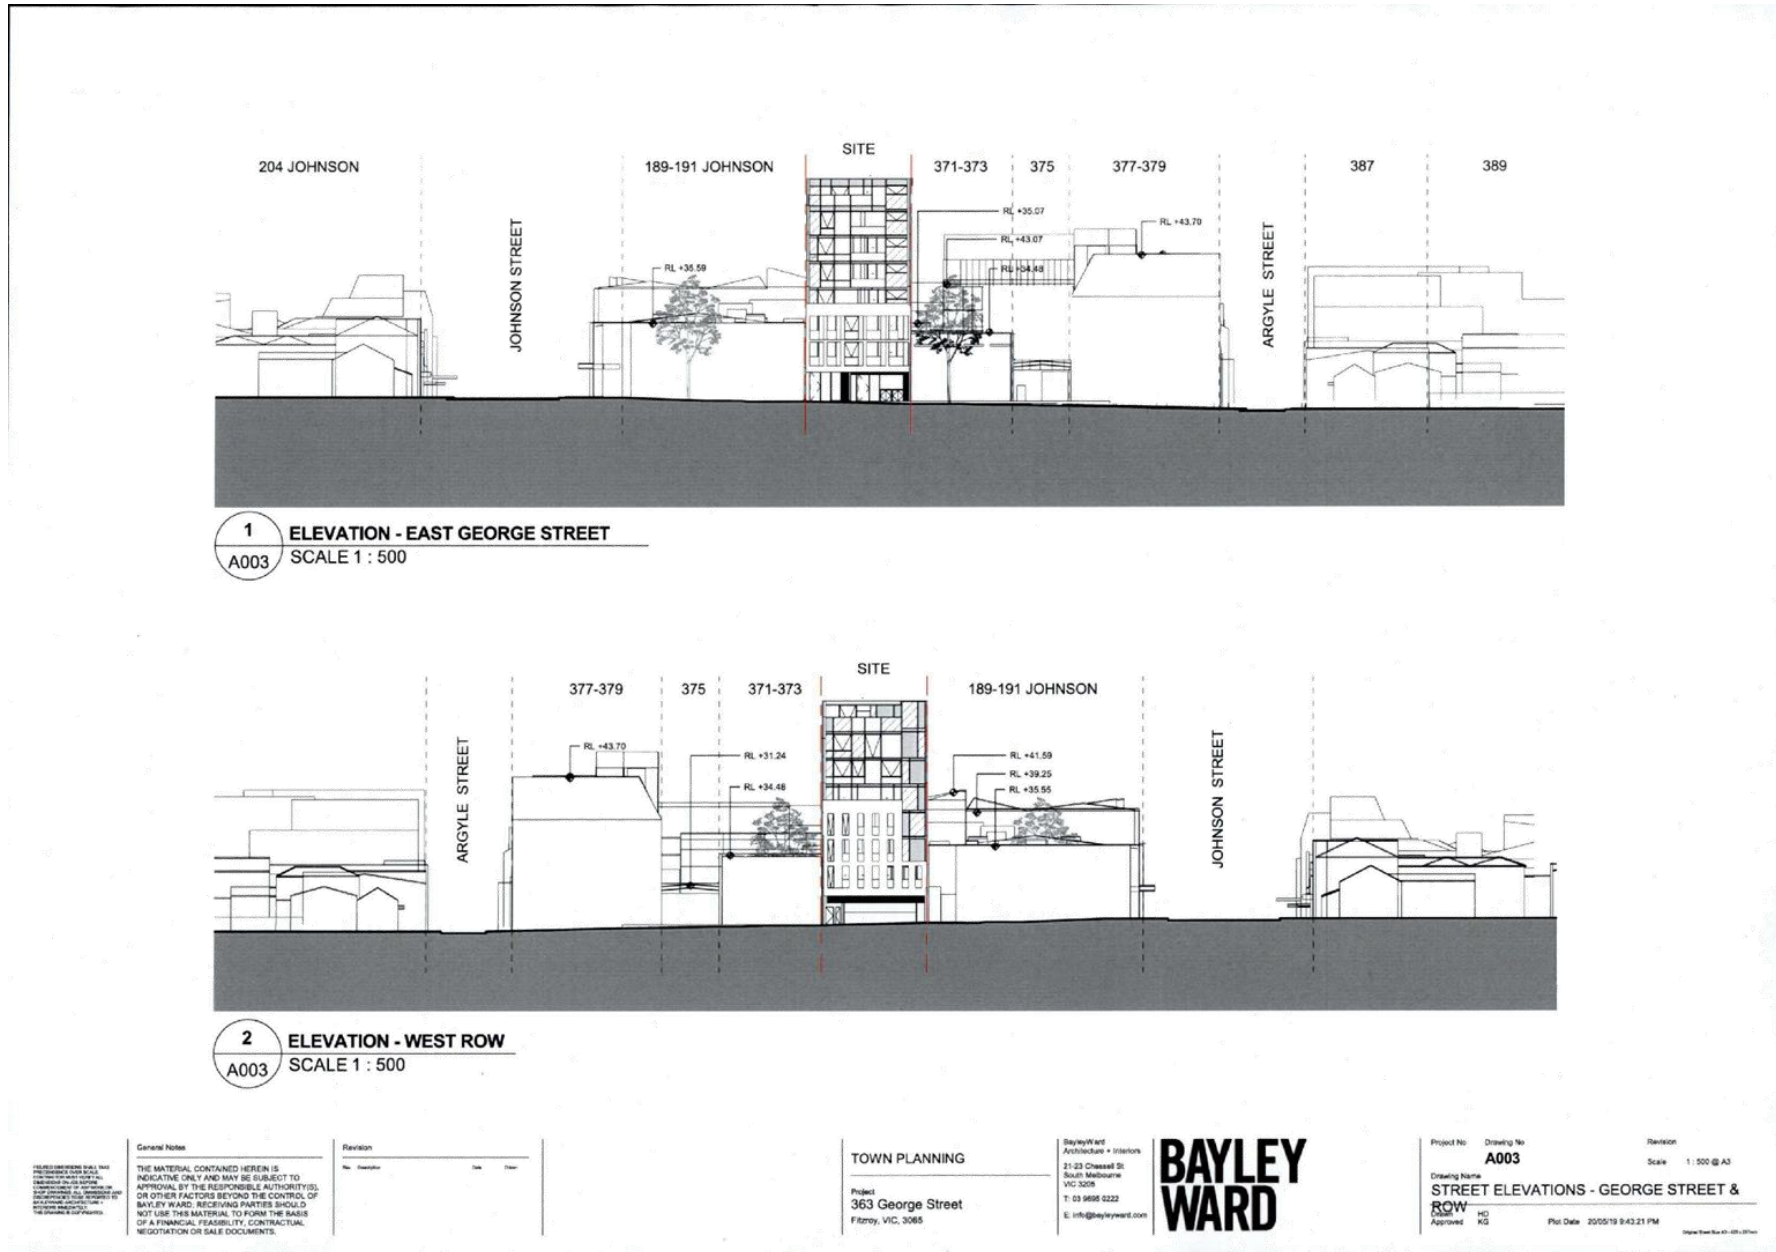 SITE
204 JOHNSON
189-191 JOHNSON
371-373
375
377-379
387
389
JOHNSON STREET
ARGYLE STREET
RL +35.07
RL +43.70
RL +43.07
RL +35.59
RL +34.48
1
A003
ELEVATION - EAST GEORGE STREET
SCALE 1 : 500
SITE
377-379
375
371-373
189-191 JOHNSON
ARGYLE STREET
JOHNSON STREET
RL +43.70
RL +31.24
RL +34.48
RL +41.59
RL +39.25
RL +35.55
2
A003
ELEVATION - WEST ROW
SCALE 1 : 500
General Notes
THE MATERIAL CONTAINED HEREIN IS
INDICATIVE ONLY AND MAY BE SUBJECT TO
APPROVAL BY THE RESPONSIBLE AUTHORITY(S),
OR OTHER FACTORS BEYOND THE CONTROL OF
BAYLEY WARD; RECEIVING PARTIES SHOULD
NOT USE THIS MATERIAL TO FORM THE BASIS
OF A FINANCIAL FEASIBILITY, CONTRACTUAL
NEGOTIATION OR SALE DOCUMENTS.
Revision
No. Description Date Drawn
TOWN PLANNING
Project
363 George Street
Fitzroy, VIC, 3065
BayleyWard
Architecture + Interiors
21-23 Chessell St
South Melbourne
VIC 3205
T: 03 9695 0222
E: info@bayleyward.com
BAYLEY
WARD
Project No Drawing No Revision
A003
Scale 1 : 500 @ A3
Drawing Name
STREET ELEVATIONS - GEORGE STREET &
ROW
Drawn HD
Approved KG
Plot Date 20/05/19 9:43:21 PM